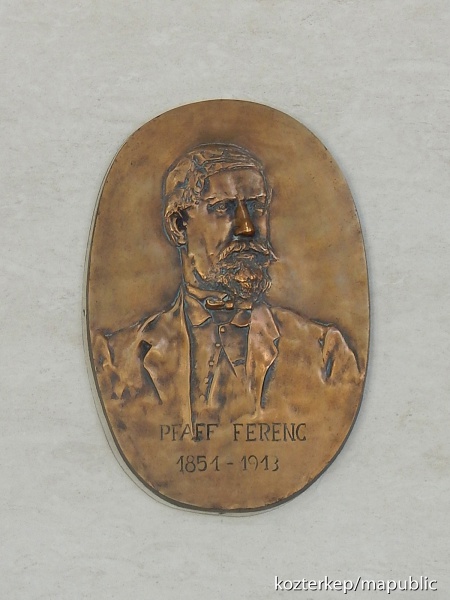 PFAFF FERENC
1851-1913
kozterkep/mapublic